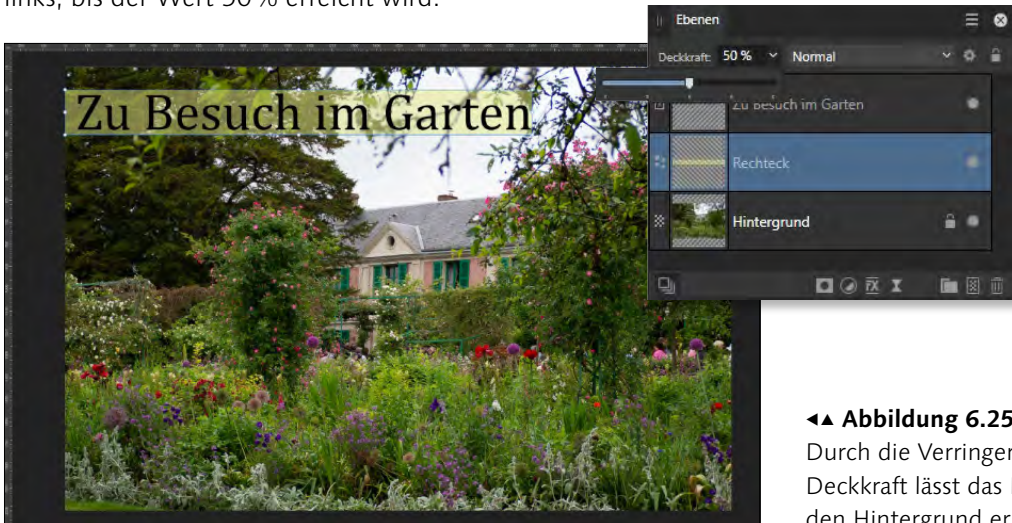 links, bis der Wert 50 % erreicht wird.
Ebenen
Deckkraft: 50 % Normal
Zu Besuch im Garten
Rechteck
Hintergrund
Zu Besuch im Garten
Abbildung 6.25
Durch die Verringer
Deckkraft lässt das
den Hintergrund er